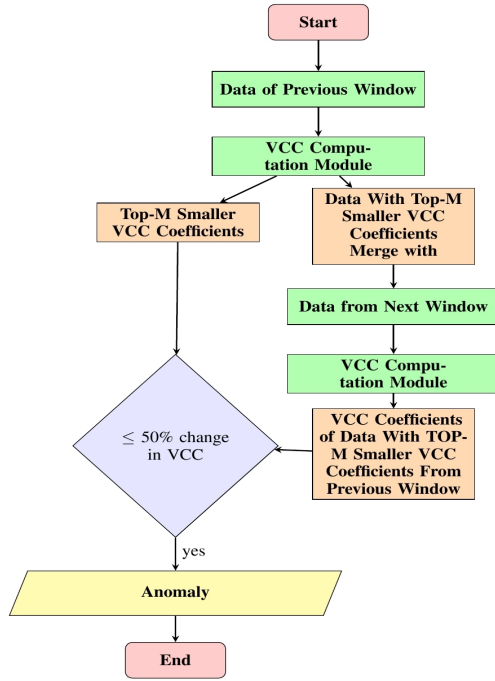 Start
Data of Previous Window
VCC Compu-
tation Module
Top-M Smaller
VCC Coefficients
Data With Top-M
Smaller VCC
Coefficients
Merge with
Data from Next Window
VCC Compu-
tation Module
VCC Coefficients
of Data With TOP-
M Smaller VCC
Coefficients From
Previous Window
≤ 50% change
in VCC
yes
Anomaly
End